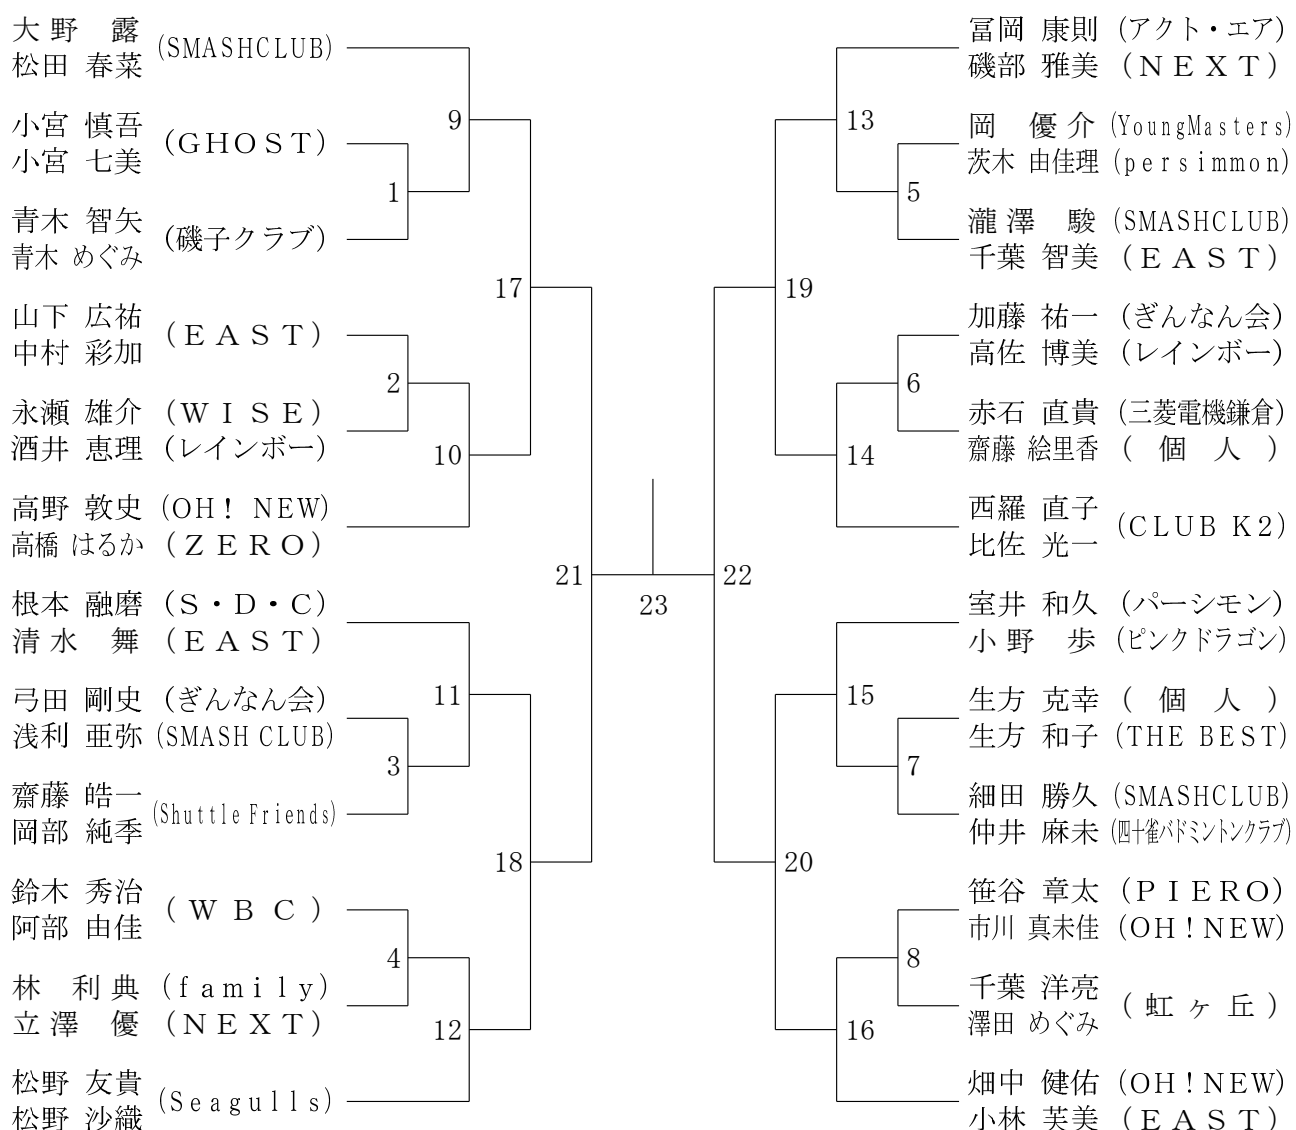 大野 露 (SMASHCLUB)
松田 春菜
9
小宮 慎吾 (GHOST)
小宮 七美
1
青木 智矢 (磯子クラブ)
青木 めぐみ
17
山下 広祐 (EAST)
中村 彩加
2
永瀬 雄介 (WISE)
酒井 恵理 (レインボー)
10
高野 敦史 (OH! NEW)
高橋 はるか (ZERO)
21
根本 融磨 (S・D・C)
清水 舞 (EAST)
11
弓田 剛史 (ぎんなん会)
浅利 亜弥 (SMASH CLUB)
3
齋藤 皓一 (Shuttle Friends)
岡部 純季
18
鈴木 秀治 (WBC)
阿部 由佳
4
林 利典 (family)
立澤 優 (NEXT)
12
松野 友貴 (Seagulls)
松野 沙織
23
冨岡 康則 (アクト・エア)
磯部 雅美 (NEXT)
13
岡 優介 (YoungMasters)
茨木 由佳理 (persimmon)
5
瀧澤 駿 (SMASHCLUB)
千葉 智美 (EAST)
19
加藤 祐一 (ぎんなん会)
高佐 博美 (レインボー)
6
赤石 直貴 (三菱電機鎌倉)
齋藤 絵里香 (個人)
14
西羅 直子 (CLUB K2)
比佐 光一
22
室井 和久 (パーシモン)
小野 歩 (ピンクドラゴン)
15
生方 克幸 (個人)
生方 和子 (THE BEST)
7
細田 勝久 (SMASHCLUB)
仲井 麻未 (四十雀バドミントンクラブ)
20
笹谷 章太 (PIERO)
市川 真未佳 (OH!NEW)
8
千葉 洋亮 (虹ヶ丘)
澤田 めぐみ
16
畑中 健佑 (OH!NEW)
小林 芙美 (EAST)